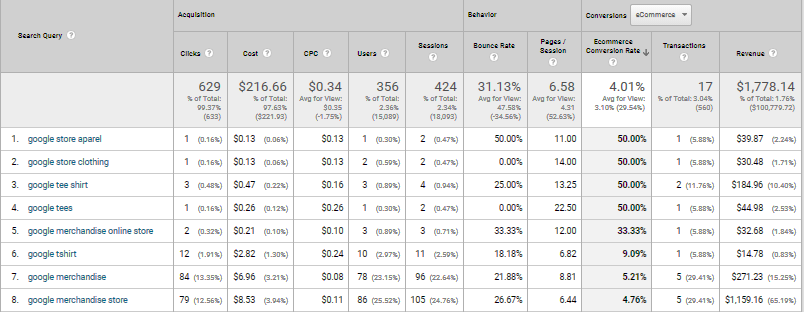 Acquisition Behavior Conversions eCommerce
Search Query Clicks Cost CPC Users Sessions Bounce Rate Pages / Session Ecommerce Conversion Rate Transactions Revenue
629 $216.66 $0.34 356 424 31.13% 6.58 4.01% 17 $1,778.14
% of Total: 99.37% (633) % of Total: 97.63% ($221.93) Avg for View: $0.35 (-1.75%) % of Total: 2.36% (15,089) % of Total: 2.34% (18,093) Avg for View: 47.58% (-34.56%) Avg for View: 4.31 (52.63%) Avg for View: 3.10% (29.54%) % of Total: 3.04% (560) % of Total: 1.76% ($100,779.72)
1. google store aparel 1 (0.16%) $0.13 (0.06%) $0.13 1 (0.30%) 2 (0.47%) 50.00% 11.00 50.00% 1 (5.88%) $39.87 (2.24%)
2. google store clothing 1 (0.16%) $0.13 (0.06%) $0.13 2 (0.59%) 2 (0.47%) 0.00% 14.00 50.00% 1 (5.88%) $30.48 (1.71%)
3. google tee shirt 3 (0.48%) $0.47 (0.22%) $0.16 3 (0.89%) 4 (0.94%) 25.00% 13.25 50.00% 2 (11.76%) $184.96 (10.40%)
4. google tees 1 (0.16%) $0.26 (0.12%) $0.26 1 (0.30%) 2 (0.47%) 0.00% 22.50 50.00% 1 (5.88%) $44.98 (2.53%)
5. google merchandise online store 2 (0.32%) $0.21 (0.10%) $0.10 3 (0.89%) 3 (0.71%) 33.33% 12.00 33.33% 1 (5.88%) $32.68 (1.84%)
6. google tshirt 12 (1.91%) $2.82 (1.30%) $0.24 10 (2.97%) 11 (2.59%) 18.18% 6.82 9.09% 1 (5.88%) $14.78 (0.83%)
7. google merchandise 84 (13.35%) $6.96 (3.21%) $0.08 78 (23.15%) 96 (22.64%) 21.88% 8.81 5.21% 5 (29.41%) $271.23 (15.25%)
8. google merchandise store 79 (12.56%) $8.53 (3.94%) $0.11 86 (25.52%) 105 (24.76%) 26.67% 6.44 4.76% 5 (29.41%) $1,159.16 (65.19%)